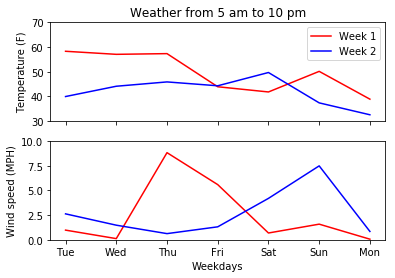 Weather from 5 am to 10 pm
Temperature (F)
70
60
50
40
30
Week 1
Week 2
Wind speed (MPH)
10.0
7.5
5.0
2.5
0.0
Tue Wed Thu Fri Sat Sun Mon
Weekdays